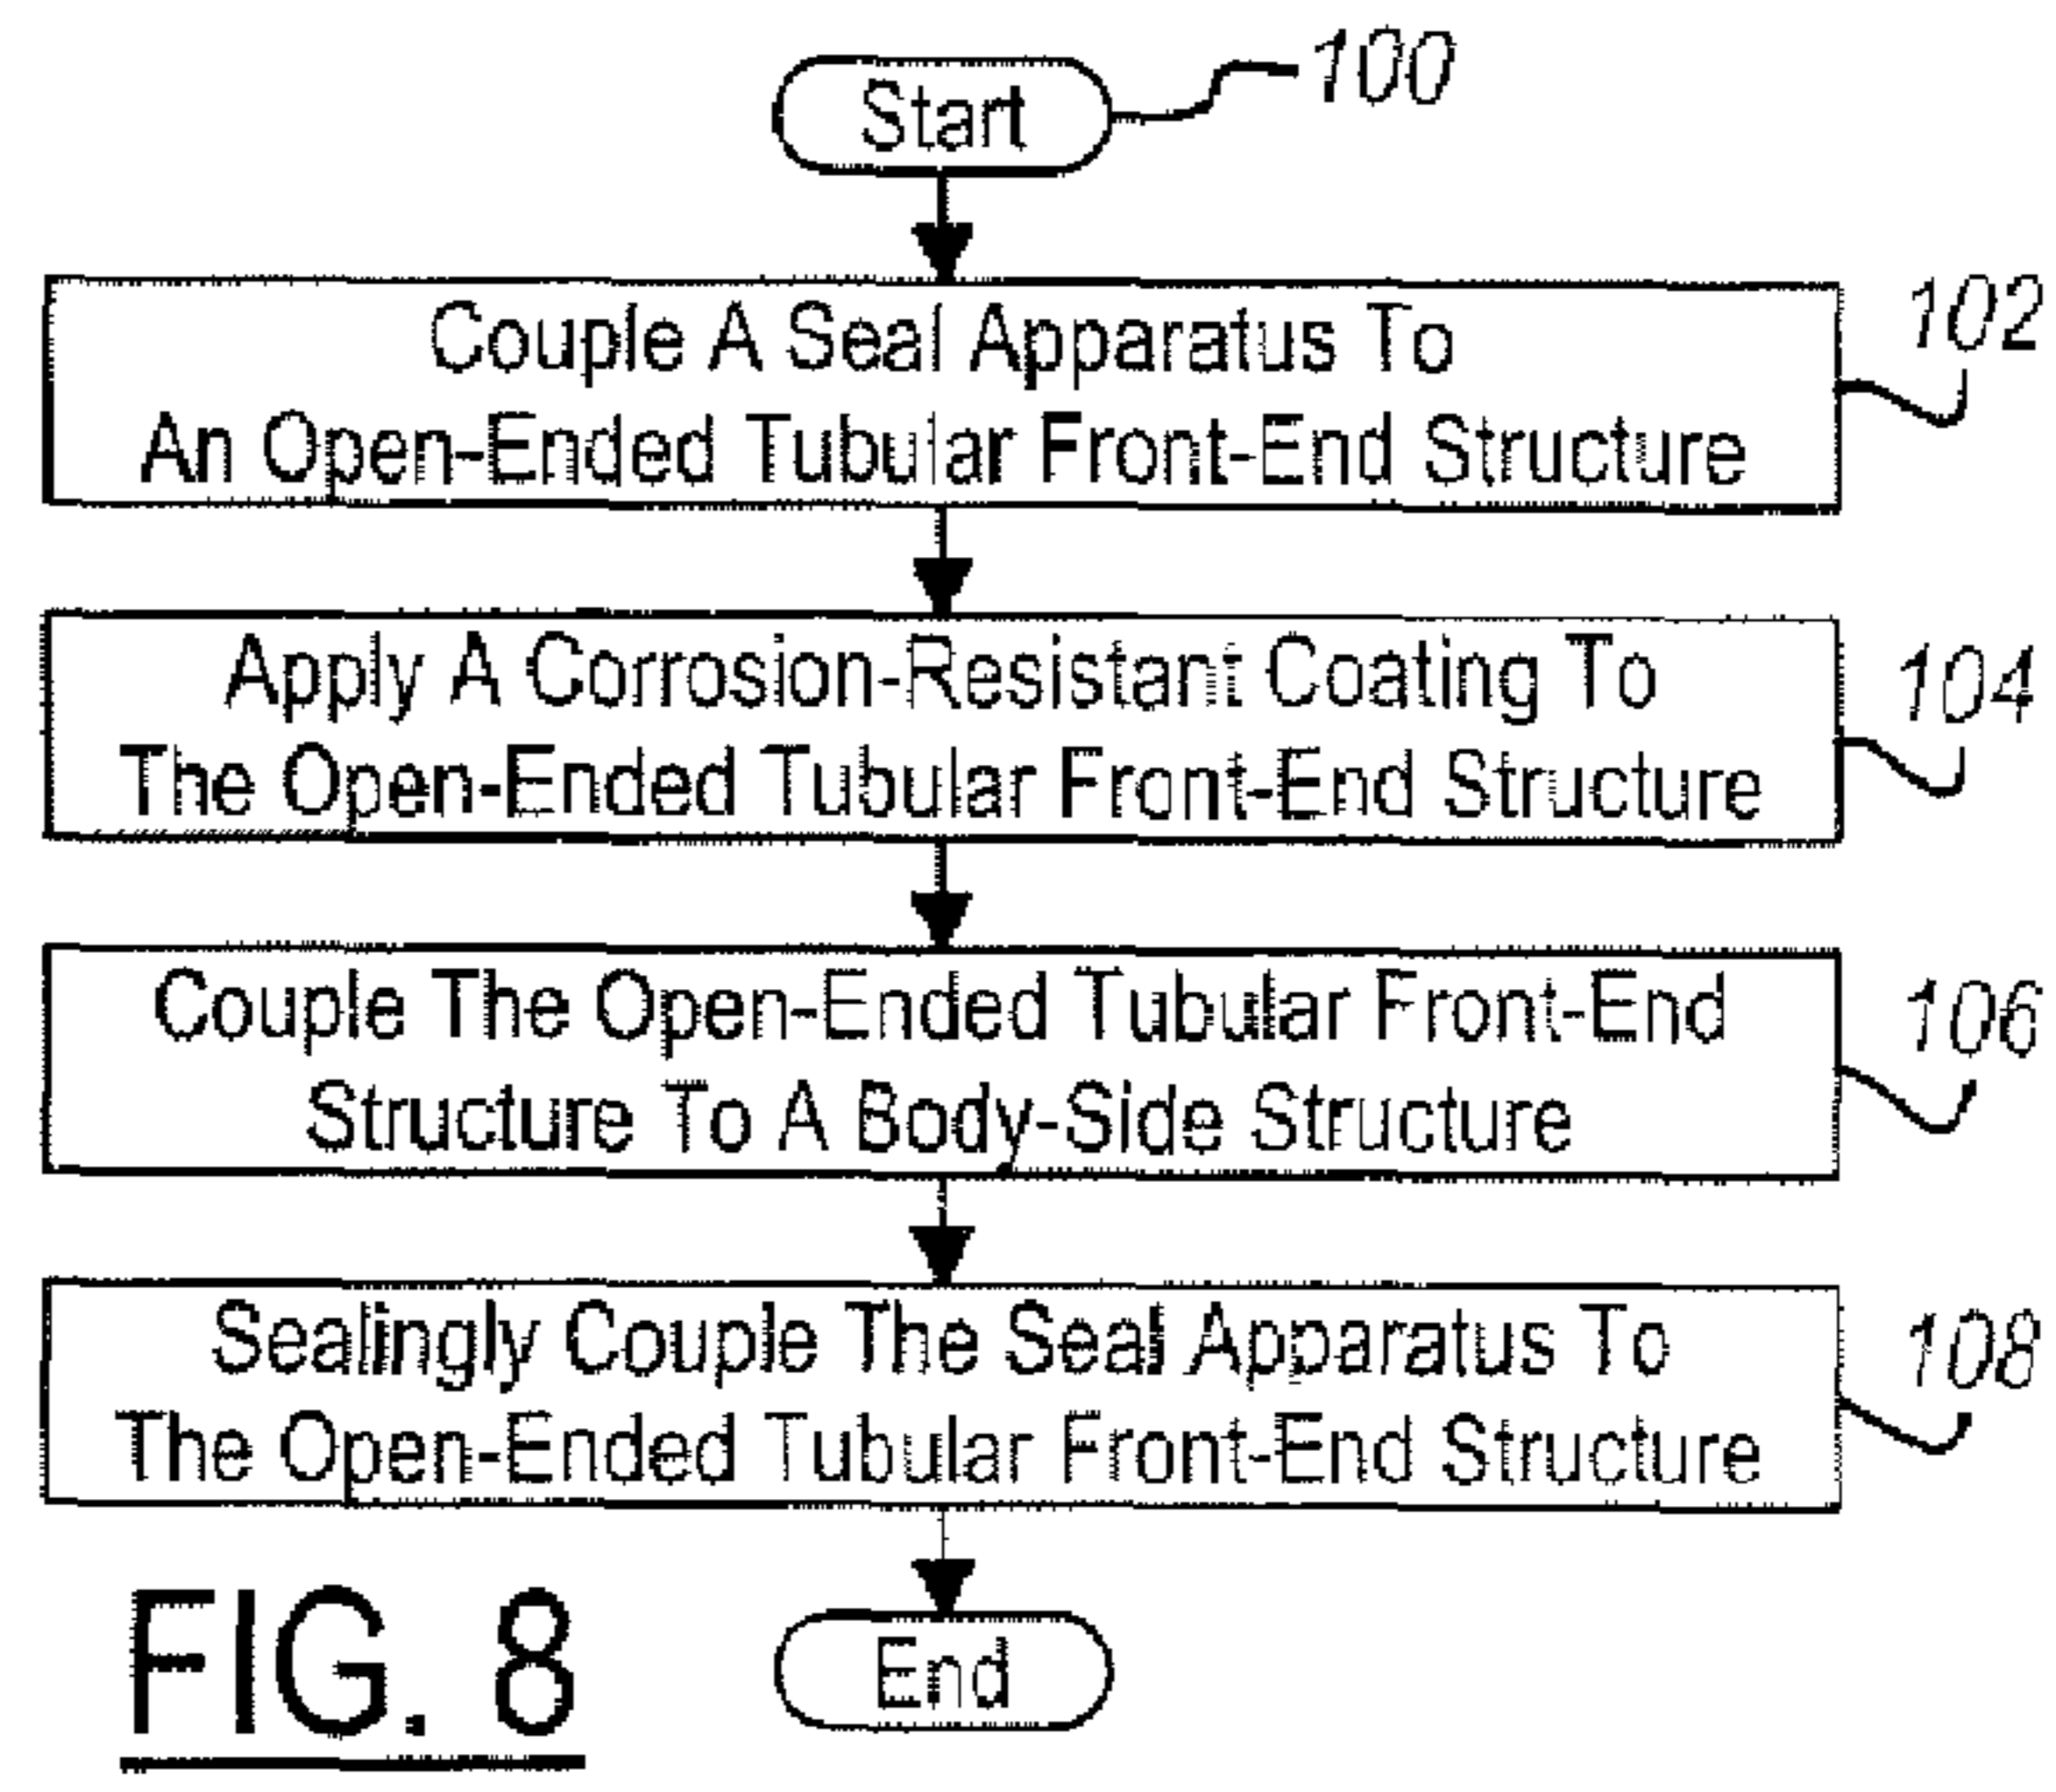 Start
100
Couple A Seal Apparatus To
An Open-Ended Tubular Front-End Structure
102
Apply A Corrosion-Resistant Coating To
The Open-Ended Tubular Front-End Structure
104
Couple The Open-Ended Tubular Front-End
Structure To A Body-Side Structure
106
Sealingly Couple The Seal Apparatus To
The Open-Ended Tubular Front-End Structure
108
End
FIG. 8